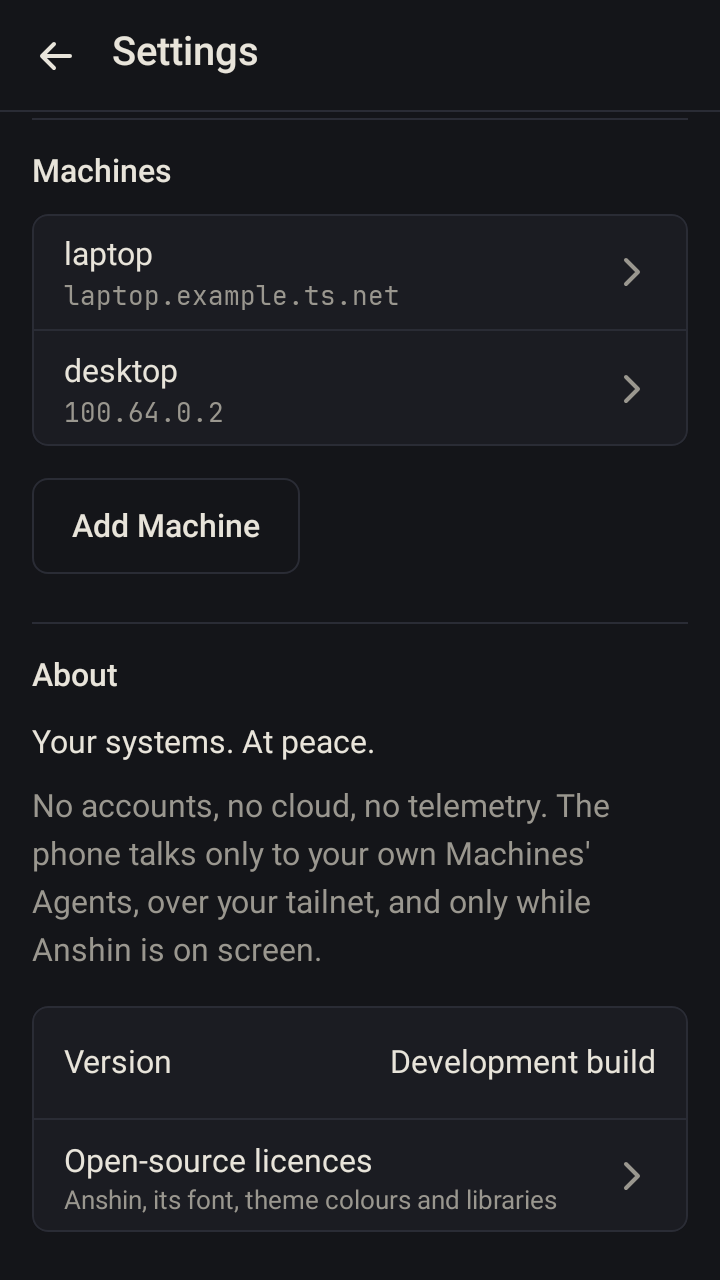 Settings
Machines
laptop
laptop.example.ts.net
desktop
100.64.0.2
Add Machine
About
Your systems. At peace.
No accounts, no cloud, no telemetry. The
phone talks only to your own Machines'
Agents, over your tailnet, and only while
Anshin is on screen.
Version Development build
Open-source licences
Anshin, its font, theme colours and libraries